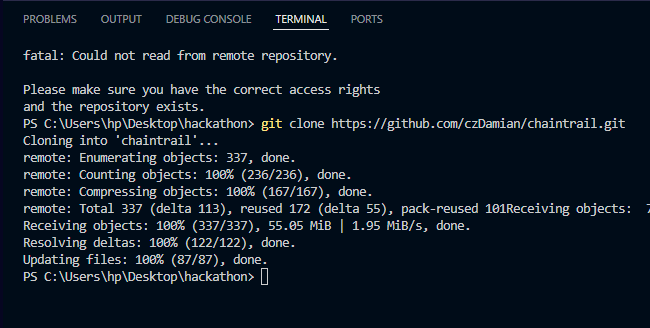 PROBLEMS OUTPUT DEBUG CONSOLE TERMINAL PORTS
fatal: Could not read from remote repository.
Please make sure you have the correct access rights
and the repository exists.
PS C:\Users\hp\Desktop\hackathon> git clone https://github.com/czDamian/chaintrail.git
Cloning into 'chaintrail'...
remote: Enumerating objects: 337, done.
remote: Counting objects: 100% (236/236), done.
remote: Compressing objects: 100% (167/167), done.
remote: Total 337 (delta 113), reused 172 (delta 55), pack-reused 101Receiving objects:  7
Receiving objects: 100% (337/337), 55.05 MiB | 1.95 MiB/s, done.
Resolving deltas: 100% (122/122), done.
Updating files: 100% (87/87), done.
PS C:\Users\hp\Desktop\hackathon>